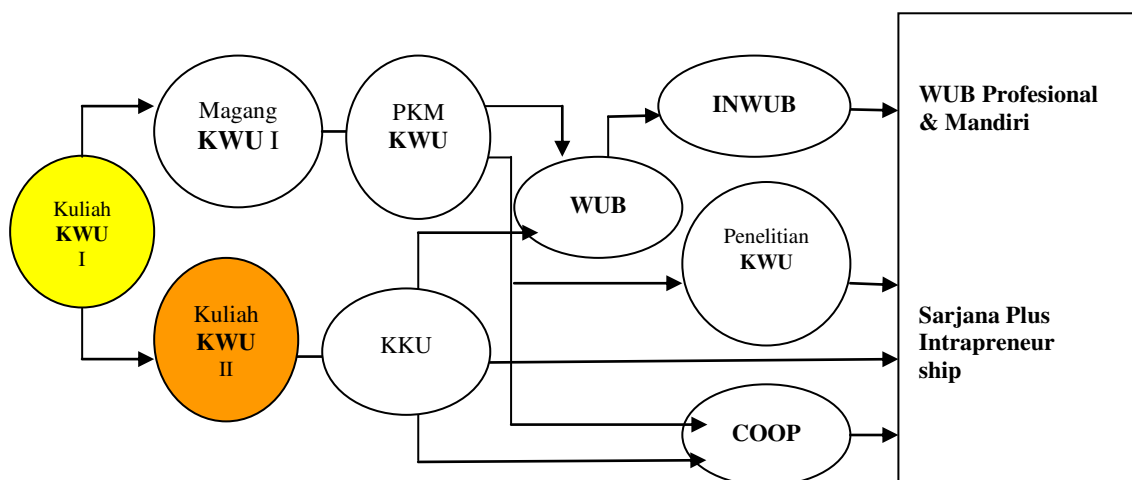 Kuliah
KWU
I
Magang
KWU I
PKM
KWU
Kuliah
KWU
II
KKU
WUB
INWUB
Penelitian
KWU
COOP
WUB Profesional
& Mandiri
Sarjana Plus
Intrapreneur
ship